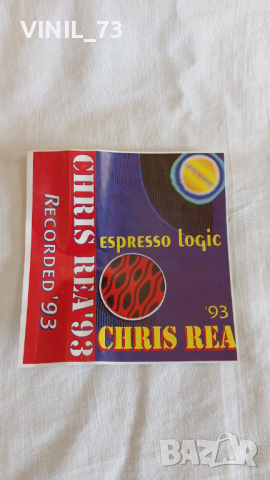 VINIL_73
RECORDED '93
CHRIS REA'93
espresso logic
'93
CHRIS REA
BAZAR